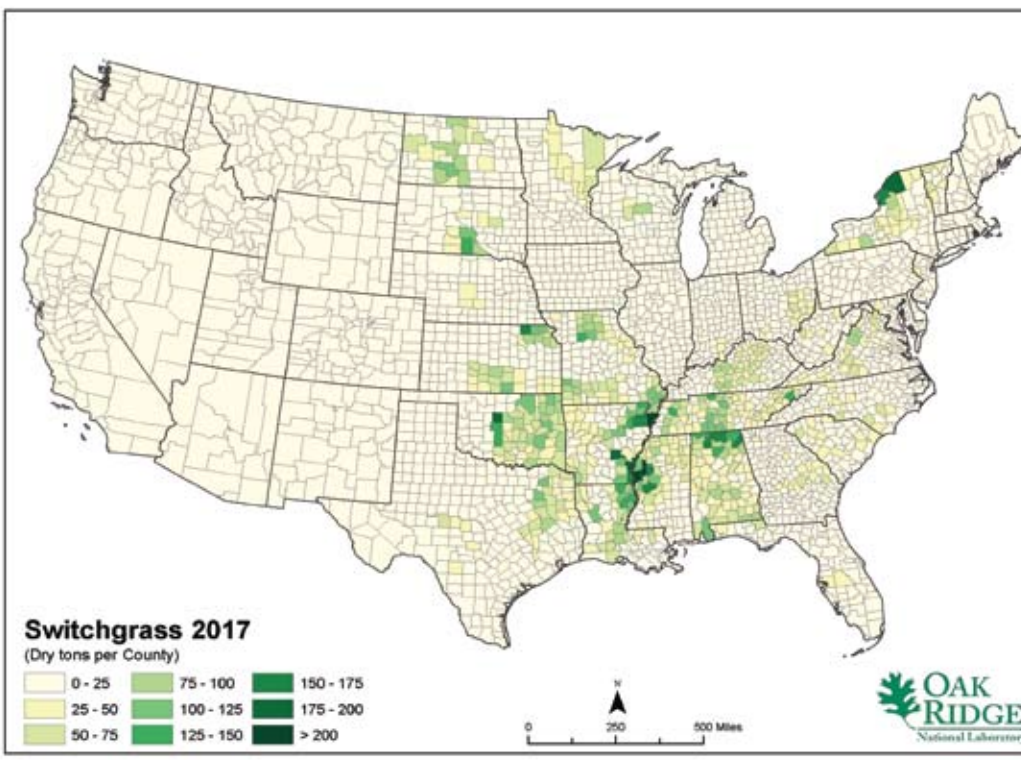 Switchgrass 2017
(Dry tons per County)
0 - 25
75 - 100
150 - 175
25 - 50
100 - 125
175 - 200
50 - 75
125 - 150
> 200
N
0 250 500 Miles
OAK
RIDGE
National Laboratory